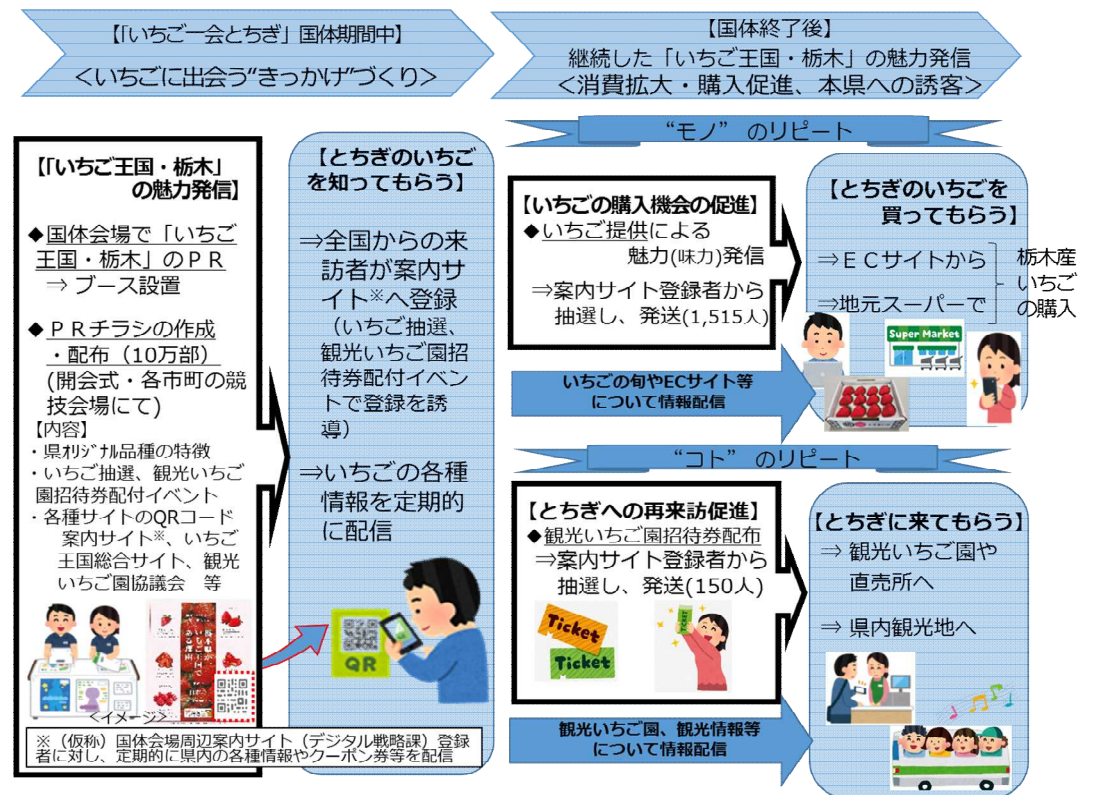 【「いちご一会とちぎ」国体期間中】
<いちごに出会う“きっかけ”づくり>
【国体終了後】
継続した「いちご王国・栃木」の魅力発信
<消費拡大・購入促進、本県への誘客>
【「いちご王国・栃木」
の魅力発信】
◆国体会場で「いちご
王国・栃木」のＰＲ
⇒ ブース設置
◆ ＰＲチラシの作成
・配布（10万部）
(開会式・各市町の競
技会場にて)
【内容】
・県ｵﾘｼﾞﾅﾙ品種の特徴
・いちご抽選、観光いちご
園招待券配付イベント
・各種サイトのQRコード
案内サイト※、いちご
王国総合サイト、観光
いちご園協議会　等
<イメージ>
※（仮称）国体会場周辺案内サイト（デジタル戦略課）登録
者に対し、定期的に県内の各種情報やクーポン券等を配信
【とちぎのいちご
を知ってもらう】
⇒全国からの来
訪者が案内サ
イト※へ登録
（いちご抽選、
観光いちご園招
待券配付イベン
トで登録を誘
導）
⇒いちごの各種
情報を定期的
に配信
QR
“モノ” のリピート
【いちごの購入機会の促進】
◆いちご提供による
魅力(味力)発信
⇒案内サイト登録者から
抽選し、発送(1,515人)
いちごの旬やECサイト等
について情報配信
【とちぎのいちごを
買ってもらう】
⇒ＥＣサイトから
⇒地元スーパーで
栃木産
いちご
の購入
Super Market
“コト” のリピート
【とちぎへの再来訪促進】
◆観光いちご園招待券配布
⇒案内サイト登録者から
抽選し、発送(150人)
Ticket
Ticket
TICKET
観光いちご園、観光情報等
について情報配信
【とちぎに来てもらう】
⇒ 観光いちご園や
直売所へ
⇒ 県内観光地へ